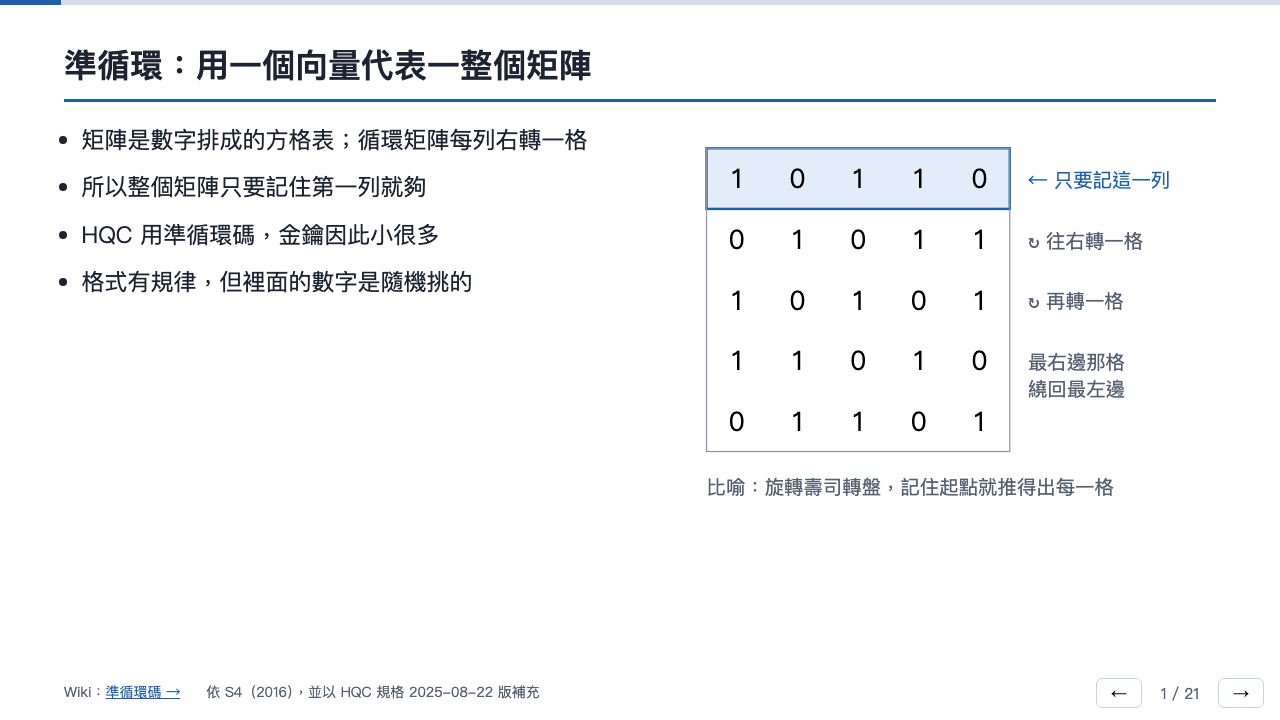 準循環：用一個向量代表一整個矩陣
• 矩陣是數字排成的方格表；循環矩陣每列右轉一格
• 所以整個矩陣只要記住第一列就夠
• HQC 用準循環碼，金鑰因此小很多
• 格式有規律，但裡面的數字是隨機挑的
1 0 1 1 0 ← 只要記這一列
0 1 0 1 1 ↻ 往右轉一格
1 0 1 0 1 ↻ 再轉一格
1 1 0 1 0 最右邊那格
繞回最左邊
0 1 1 0 1
比喻：旋轉壽司轉盤，記住起點就推得出每一格
Wiki：準循環碼 → 依 S4（2016），並以 HQC 規格 2025-08-22 版補充
← 1 / 21 →